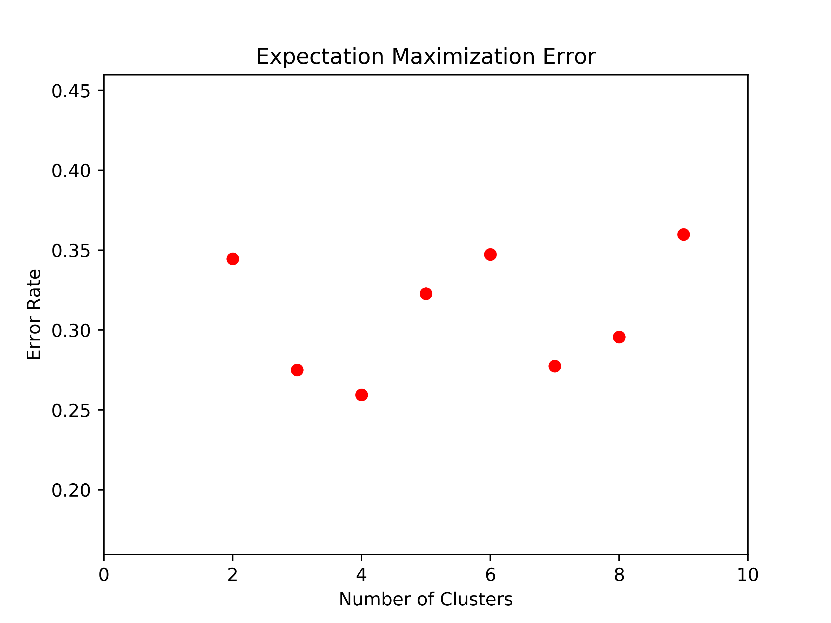 Expectation Maximization Error
0.45
0.40
0.35
0.30
0.25
0.20
Error Rate
0 2 4 6 8 10
Number of Clusters